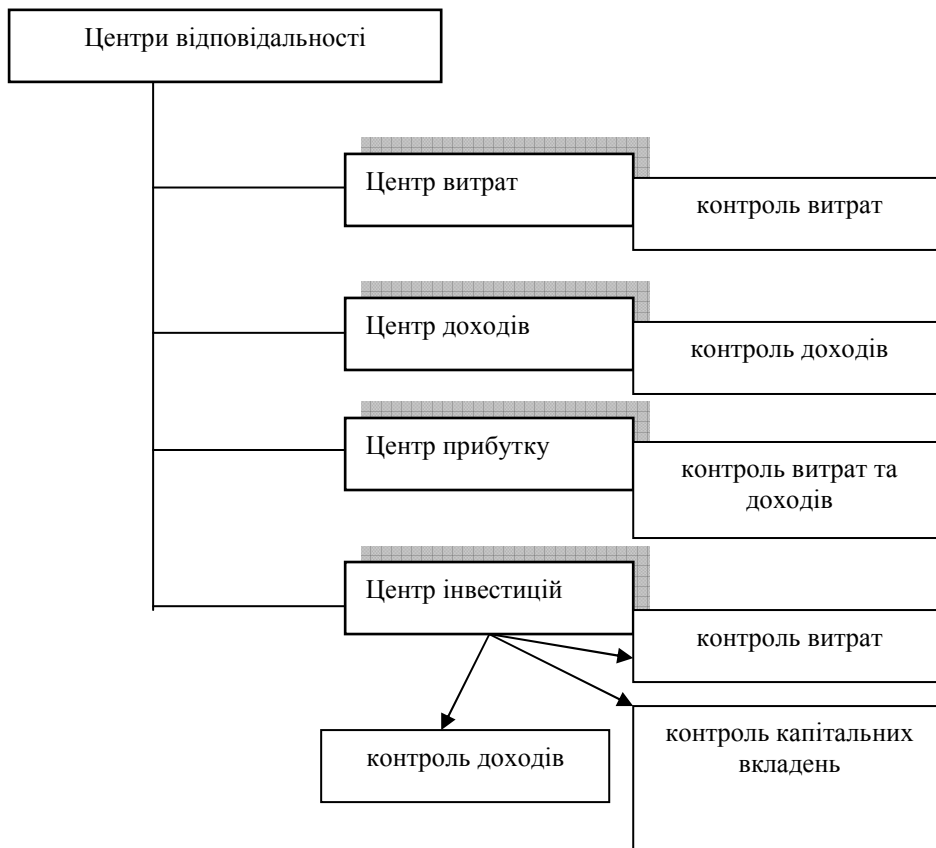 Центри відповідальності
Центр витрат
контроль витрат
Центр доходів
контроль доходів
Центр прибутку
контроль витрат та
доходів
Центр інвестицій
контроль витрат
контроль капітальних
вкладень
контроль доходів